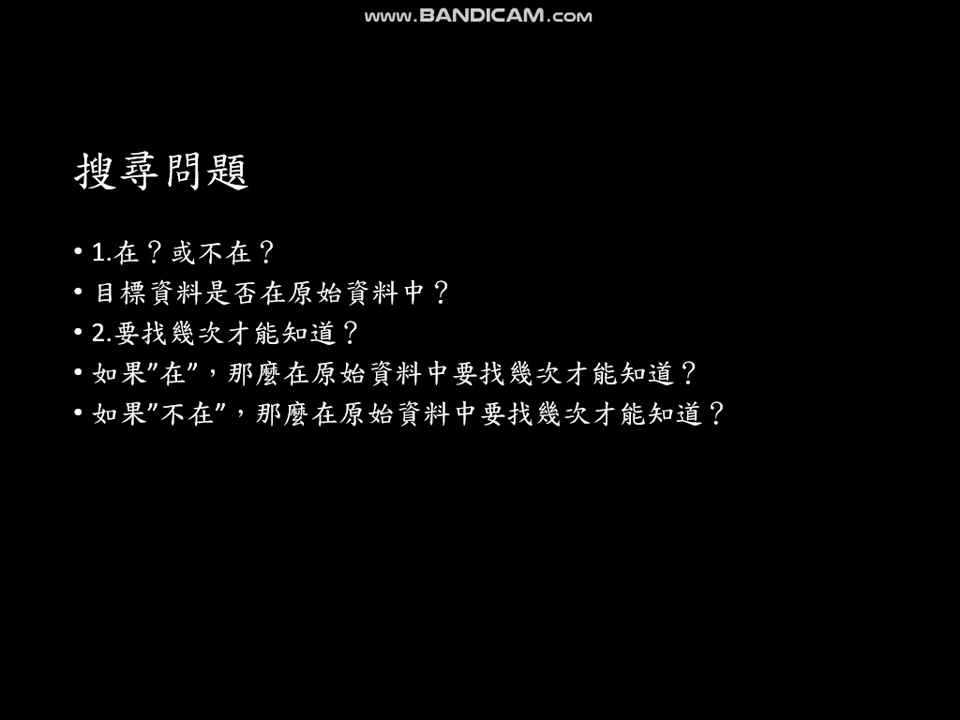 www.BANDICAM.com
搜尋問題
• 1.在？或不在？
• 目標資料是否在原始資料中？
• 2.要找幾次才能知道？
• 如果”在”，那麼在原始資料中要找幾次才能知道？
• 如果”不在”，那麼在原始資料中要找幾次才能知道？